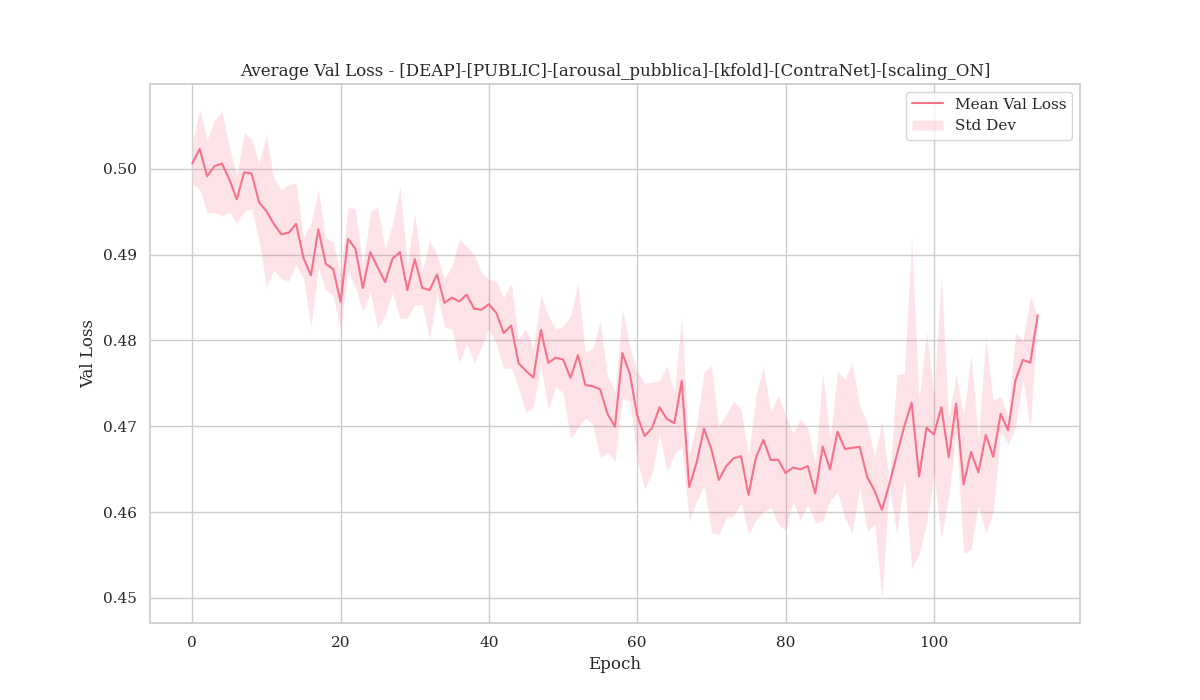 Average Val Loss - [DEAP]-[PUBLIC]-[arousal_pubblica]-[kfold]-[ContraNet]-[scaling_ON]
Mean Val Loss
Std Dev
Val Loss
0.50
0.49
0.48
0.47
0.46
0.45
0 20 40 60 80 100
Epoch